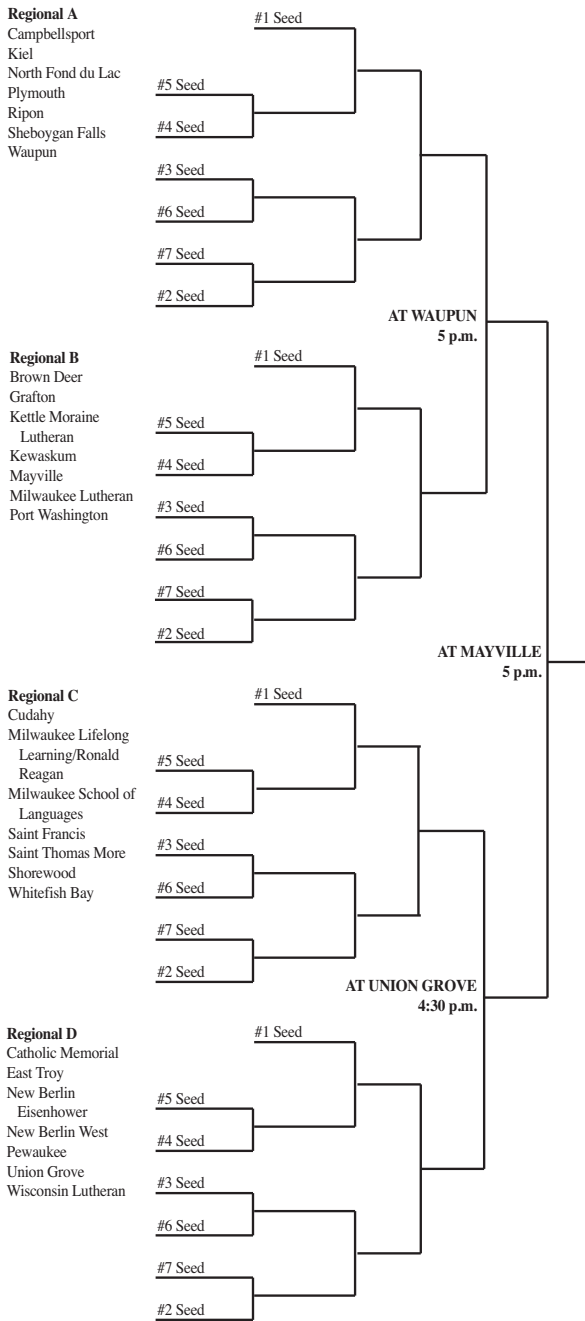 Regional A
Campbellsport
Kiel
North Fond du Lac
Plymouth
Ripon
Sheboygan Falls
Waupun
#1 Seed
#5 Seed
#4 Seed
#3 Seed
#6 Seed
#7 Seed
#2 Seed
AT WAUPUN
5 p.m.
Regional B
Brown Deer
Grafton
Kettle Moraine
Lutheran
Kewaskum
Mayville
Milwaukee Lutheran
Port Washington
#1 Seed
#5 Seed
#4 Seed
#3 Seed
#6 Seed
#7 Seed
#2 Seed
AT MAYVILLE
5 p.m.
Regional C
Cudahy
Milwaukee Lifelong
Learning/Ronald
Reagan
Milwaukee School of
Languages
Saint Francis
Saint Thomas More
Shorewood
Whitefish Bay
#1 Seed
#5 Seed
#4 Seed
#3 Seed
#6 Seed
#7 Seed
#2 Seed
AT UNION GROVE
4:30 p.m.
Regional D
Catholic Memorial
East Troy
New Berlin
Eisenhower
New Berlin West
Pewaukee
Union Grove
Wisconsin Lutheran
#1 Seed
#5 Seed
#4 Seed
#3 Seed
#6 Seed
#7 Seed
#2 Seed